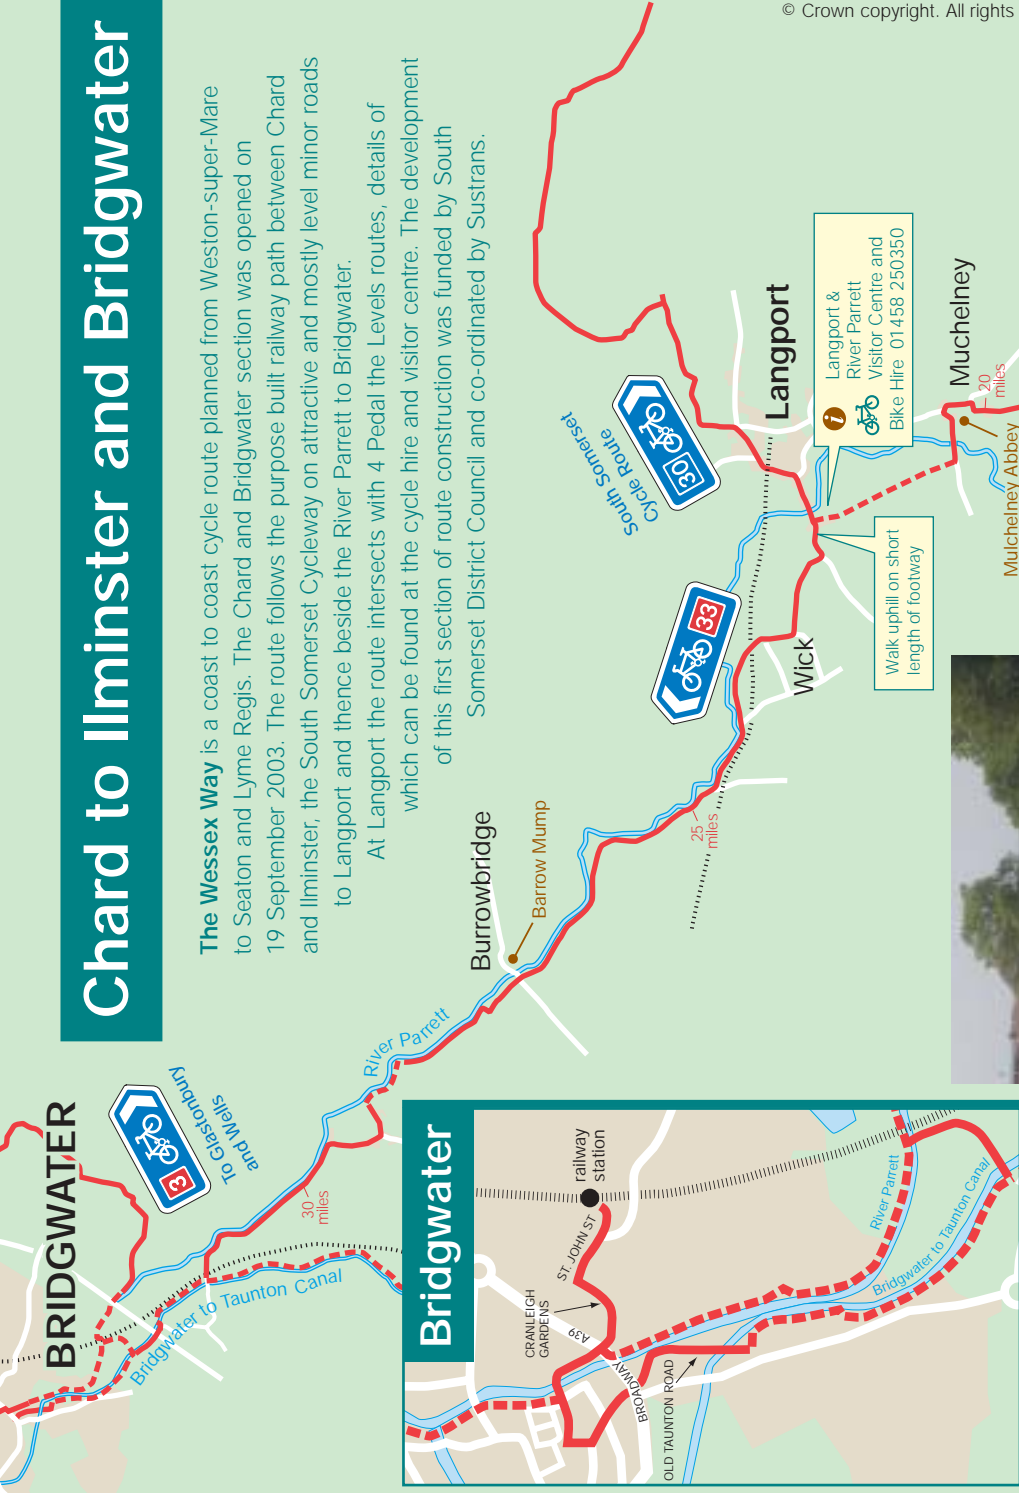 Chard to Ilminster and Bridgwater
The Wessex Way is a coast to coast cycle route planned from Weston-super-Mare
to Seaton and Lyme Regis. The Chard and Bridgwater section was opened on
19 September 2003. The route follows the purpose built railway path between Chard
and Ilminster, the South Somerset Cycleway on attractive and mostly level minor roads
to Langport and thence beside the River Parrett to Bridgwater.
At Langport the route intersects with 4 Pedal the Levels routes, details of
which can be found at the cycle hire and visitor centre. The development
of this first section of route construction was funded by South
Somerset District Council and co-ordinated by Sustrans.
© Crown copyright. All rights
BRIDGWATER
3
To Glastonbury
and Wells
River Parrett
30
miles
Bridgwater to Taunton Canal
Burrowbridge
Barrow Mump
25
miles
33
South Somerset
Cycle Route
30
Langport
Wick
i
Langport &
River Parrett
Visitor Centre and
Bike Hire 01458 250350
Walk uphill on short
length of footway
Muchelney
20
miles
Mulchelney Abbey
Bridgwater
railway
station
ST. JOHN ST
CRANLEIGH
GARDENS
A39
BROADWAY
OLD TAUNTON ROAD
River Parrett
Bridgwater to Taunton Canal